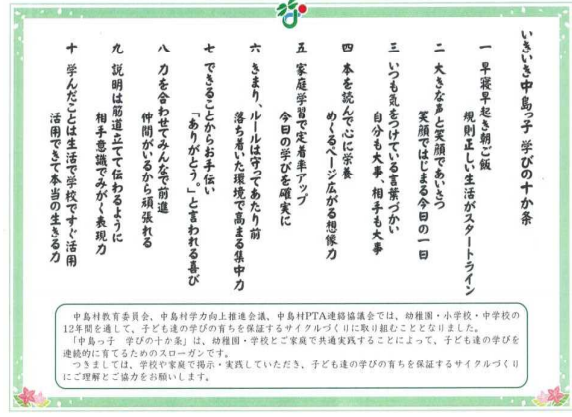 いきいき中島っ子 学びの十か条
一 早寝早起き朝ご飯
規則正しい生活がスタートライン
二 大きな声と笑顔であいさつ
笑顔ではじまる今日の一日
三 いつも気をつけている言葉づかい
自分も大事、相手も大事
四 本を読んで心に栄養
めくるページ広がる想像力
五 家庭学習で定着率アップ
今日の学びを確実に
六 きまり、ルールは守ってあたり前
落ち着いた環境で高まる集中力
七 できることからお手伝い
「ありがとう。」と言われる喜び
八 力を合わせてみんなで前進
仲間がいるから頑張れる
九 説明は筋道立てて伝わるように
相手意識でみがく表現力
十 学んだことは生活で学校ですぐ活用
活用できて本当の生きる力
中島村教育委員会、中島村学力向上推進会議、中島村PTA連絡協議会では、幼稚園・小学校・中学校の
12年間を通して、子ども達の学びの育ちを保証するサイクルづくりに取り組むこととなりました。
「中島っ子 学びの十か条」は、幼稚園・学校とご家庭で共通実践することによって、子ども達の学びを
連続的に育てるためのスローガンです。
つきましては、学校や家庭で掲示・実践していただき、子ども達の学びの育ちを保証するサイクルづくり
にご理解とご協力をお願いします。